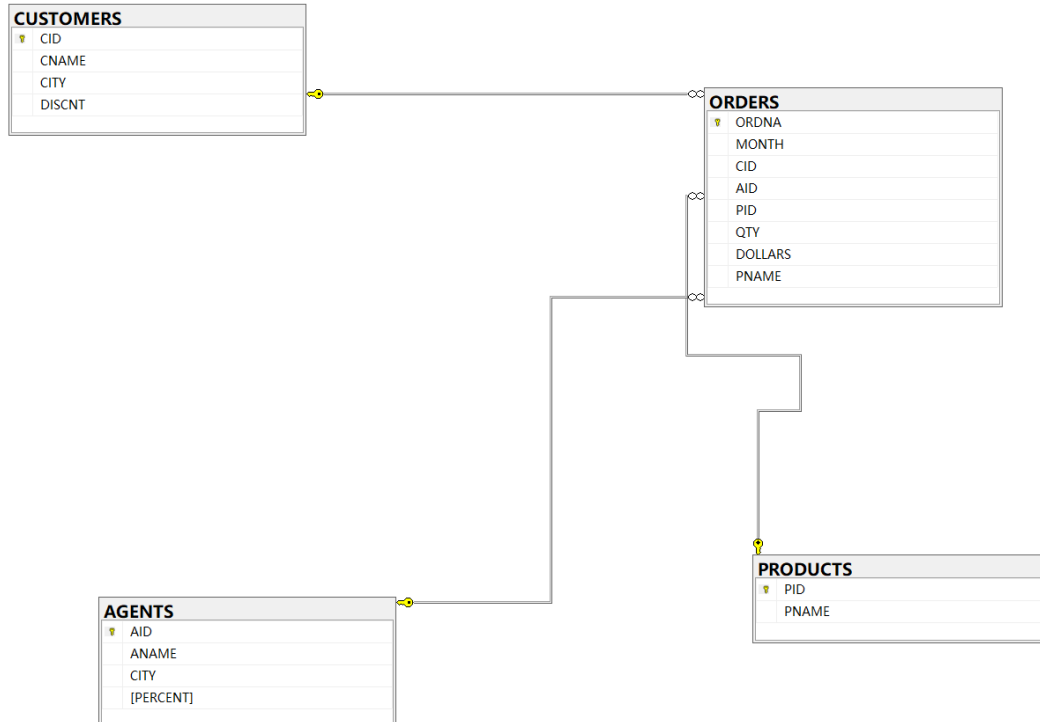 CUSTOMERS
CID
CNAME
CITY
DISCNT
ORDERS
ORDNA
MONTH
CID
AID
PID
QTY
DOLLARS
PNAME
AGENTS
AID
ANAME
CITY
[PERCENT]
PRODUCTS
PID
PNAME